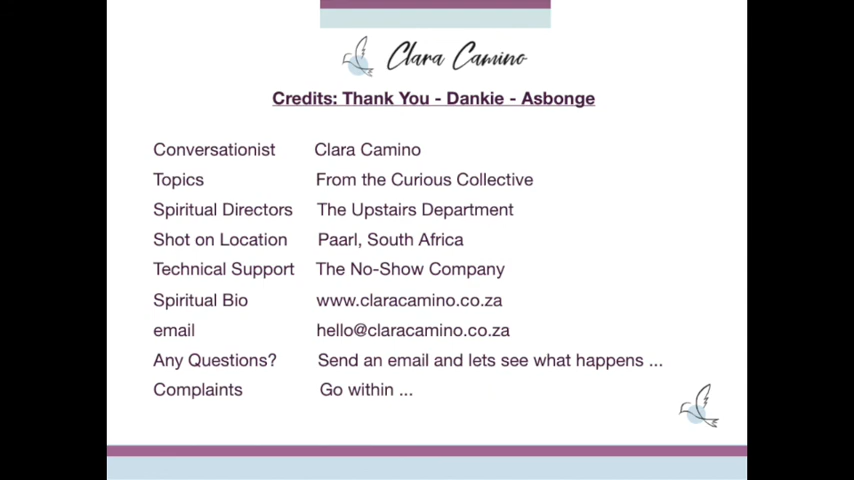 Clara Camino
Credits: Thank You - Dankie - Asbonge
Conversationist Clara Camino
Topics From the Curious Collective
Spiritual Directors The Upstairs Department
Shot on Location Paarl, South Africa
Technical Support The No-Show Company
Spiritual Bio www.claracamino.co.za
email hello@claracamino.co.za
Any Questions? Send an email and lets see what happens ...
Complaints Go within ...